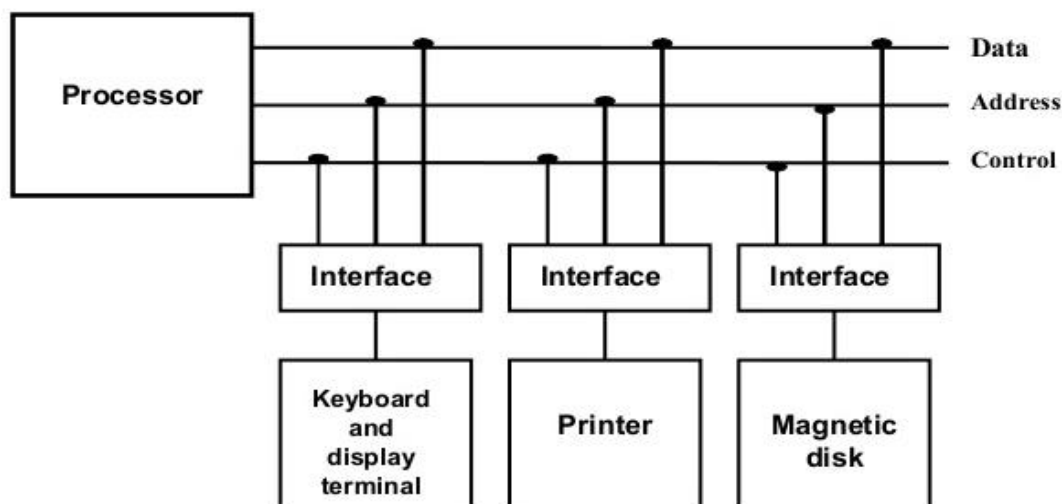 Data
Processor
Address
Control
Interface
Interface
Interface
Keyboard
and
display
terminal
Printer
Magnetic
disk